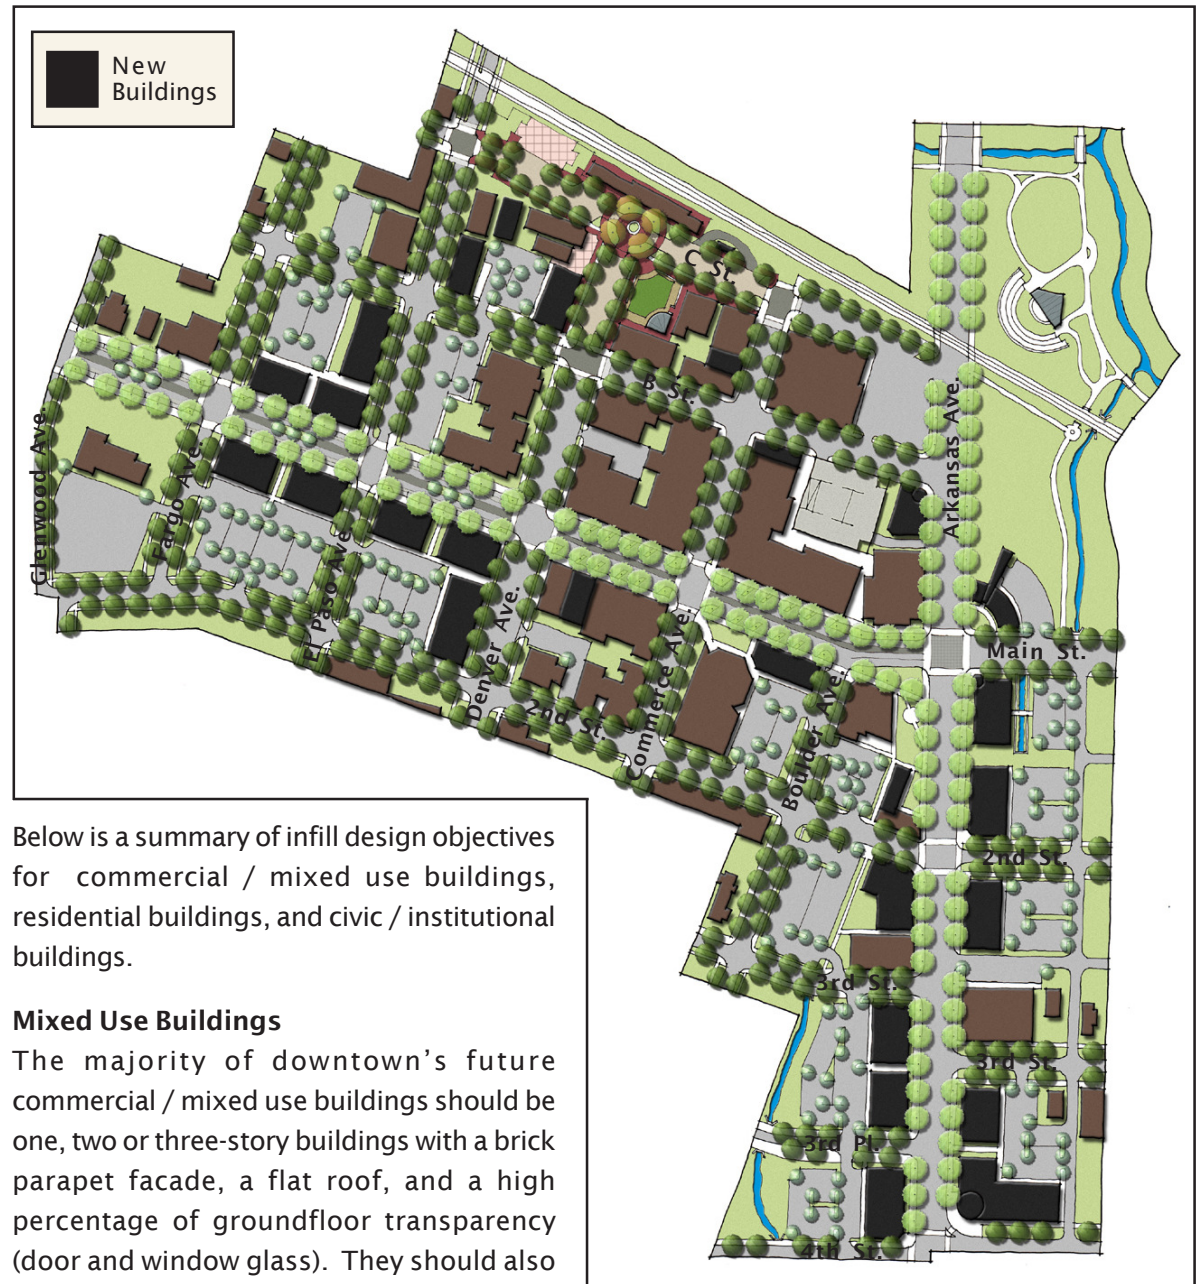 New
Buildings
C St.
B St.
Glenwood Ave.
Fargo Ave.
El Paso Ave.
Denver Ave.
2nd St.
Commerce Ave.
Boulder Ave.
Arkansas Ave.
Main St.
2nd St.
3rd St.
3rd St.
3rd Pl.
4th St.
Below is a summary of infill design objectives
for commercial / mixed use buildings,
residential buildings, and civic / institutional
buildings.
Mixed Use Buildings
The majority of downtown’s future
commercial / mixed use buildings should be
one, two or three-story buildings with a brick
parapet facade, a flat roof, and a high
percentage of groundfloor transparency
(door and window glass). They should also